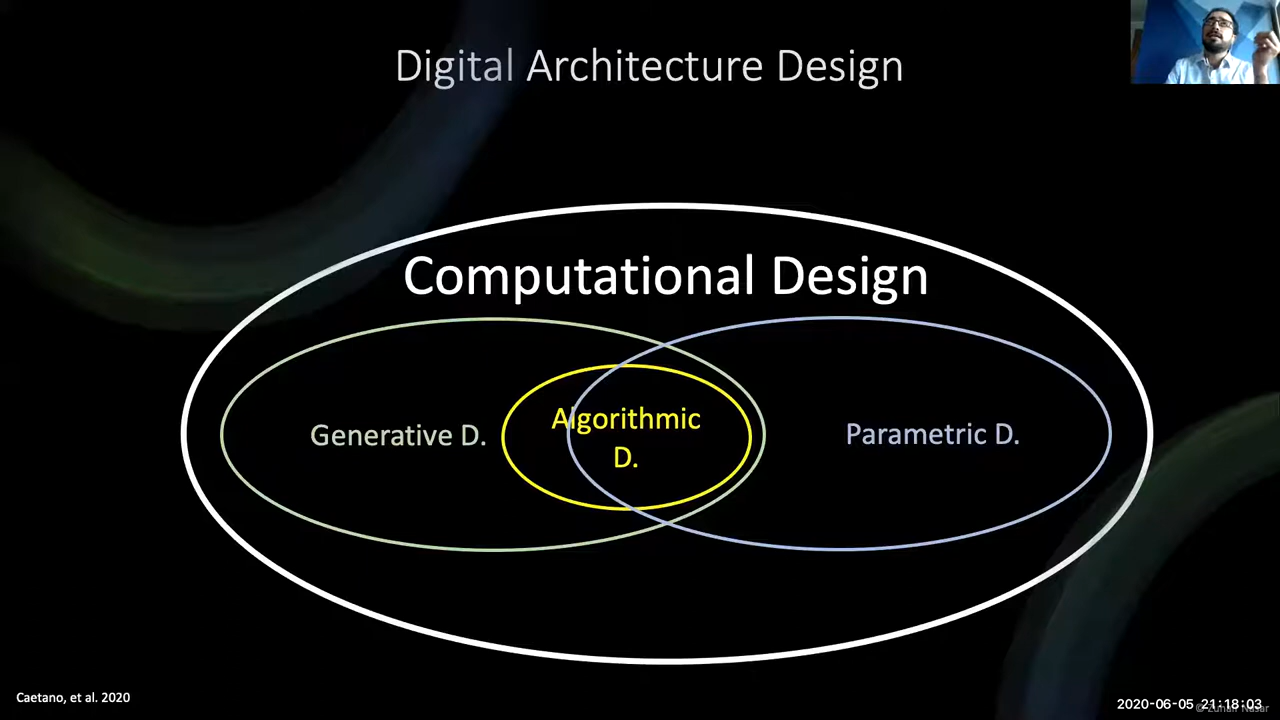 Digital Architecture Design
Computational Design
Generative D.
Algorithmic
D.
Parametric D.
Caetano, et al. 2020
2020-06-05 21:18:03